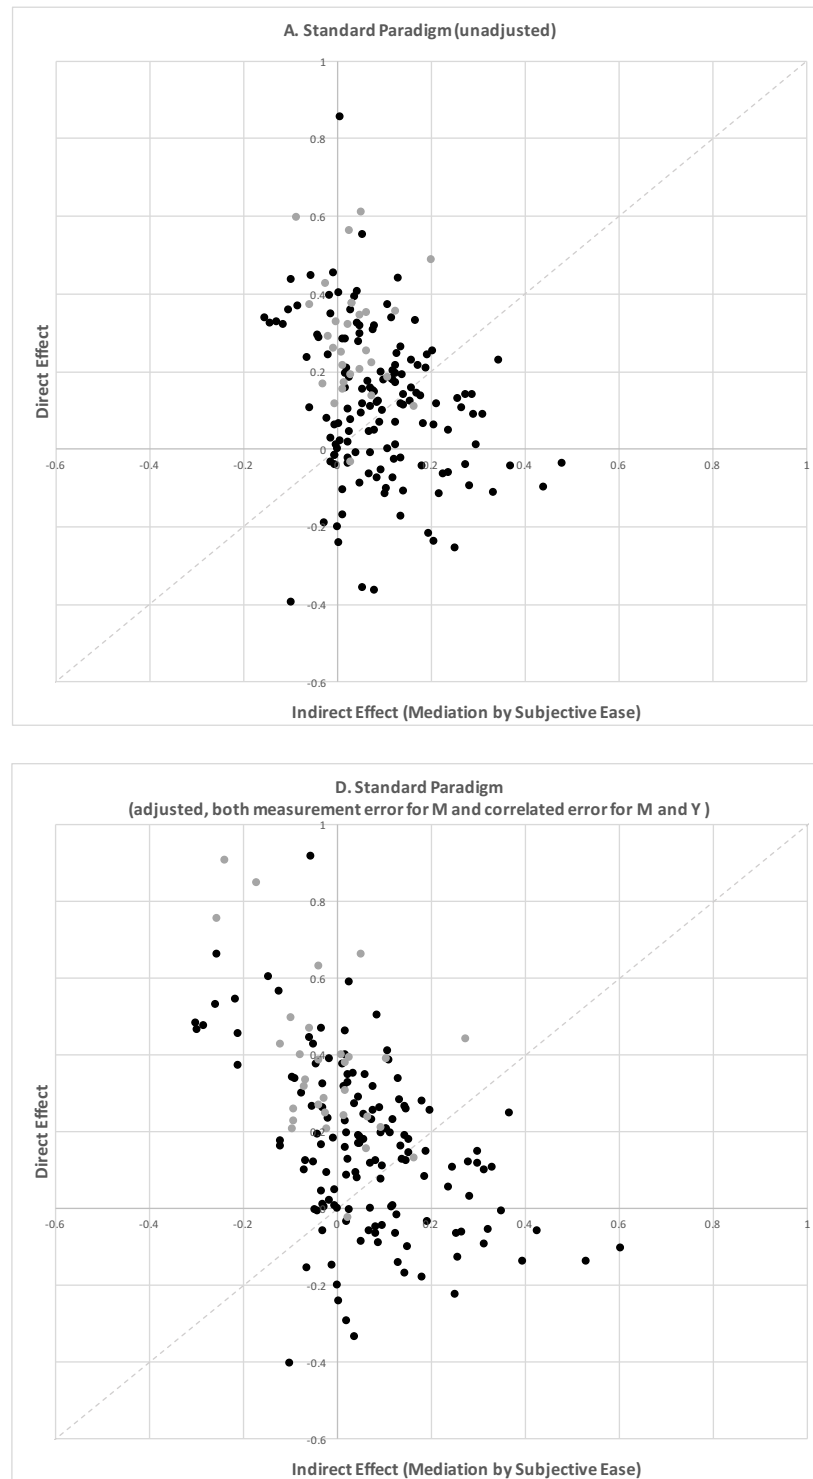 A. Standard Paradigm (unadjusted)
1
0.8
0.6
0.4
0.2
0
-0.6 -0.4 -0.2 0 0.2 0.4 0.6 0.8 1
-0.2
-0.4
-0.6
Direct Effect
Indirect Effect (Mediation by Subjective Ease)
D. Standard Paradigm
(adjusted, both measurement error for M and correlated error for M and Y )
1
0.8
0.6
0.4
0.2
0
-0.6 -0.4 -0.2 0 0.2 0.4 0.6 0.8 1
-0.2
-0.4
-0.6
Direct Effect
Indirect Effect (Mediation by Subjective Ease)